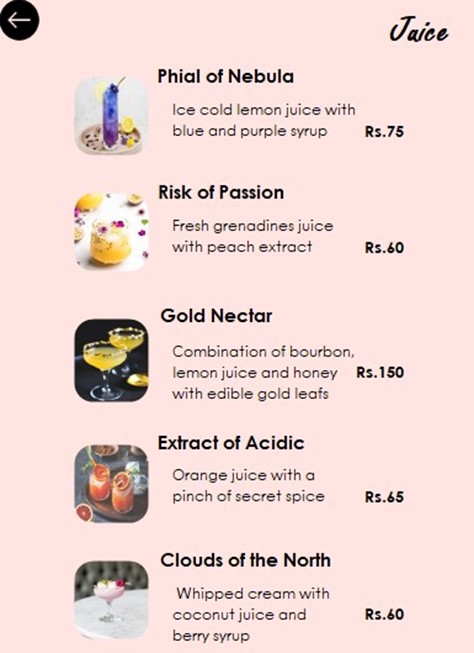 Juice
Phial of Nebula
Ice cold lemon juice with
blue and purple syrup Rs.75
Risk of Passion
Fresh grenadines juice
with peach extract Rs.60
Gold Nectar
Combination of bourbon,
lemon juice and honey Rs.150
with edible gold leafs
Extract of Acidic
Orange juice with a
pinch of secret spice Rs.65
Clouds of the North
Whipped cream with
coconut juice and Rs.60
berry syrup